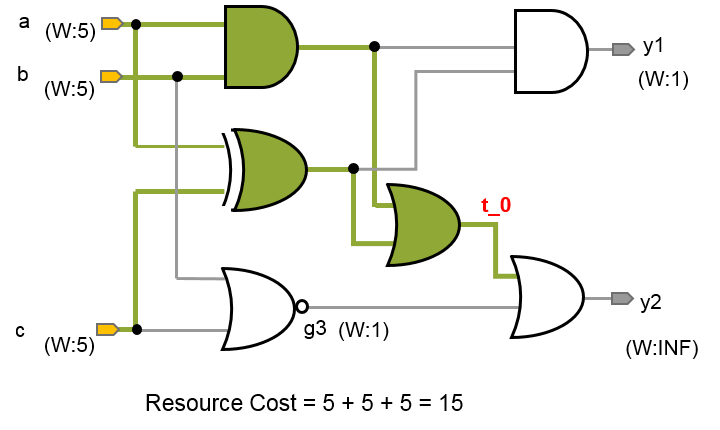 a (W:5)
y1
(W:1)
b (W:5)
t_0
c (W:5)
g3 (W:1)
y2
(W:INF)
Resource Cost = 5 + 5 + 5 = 15